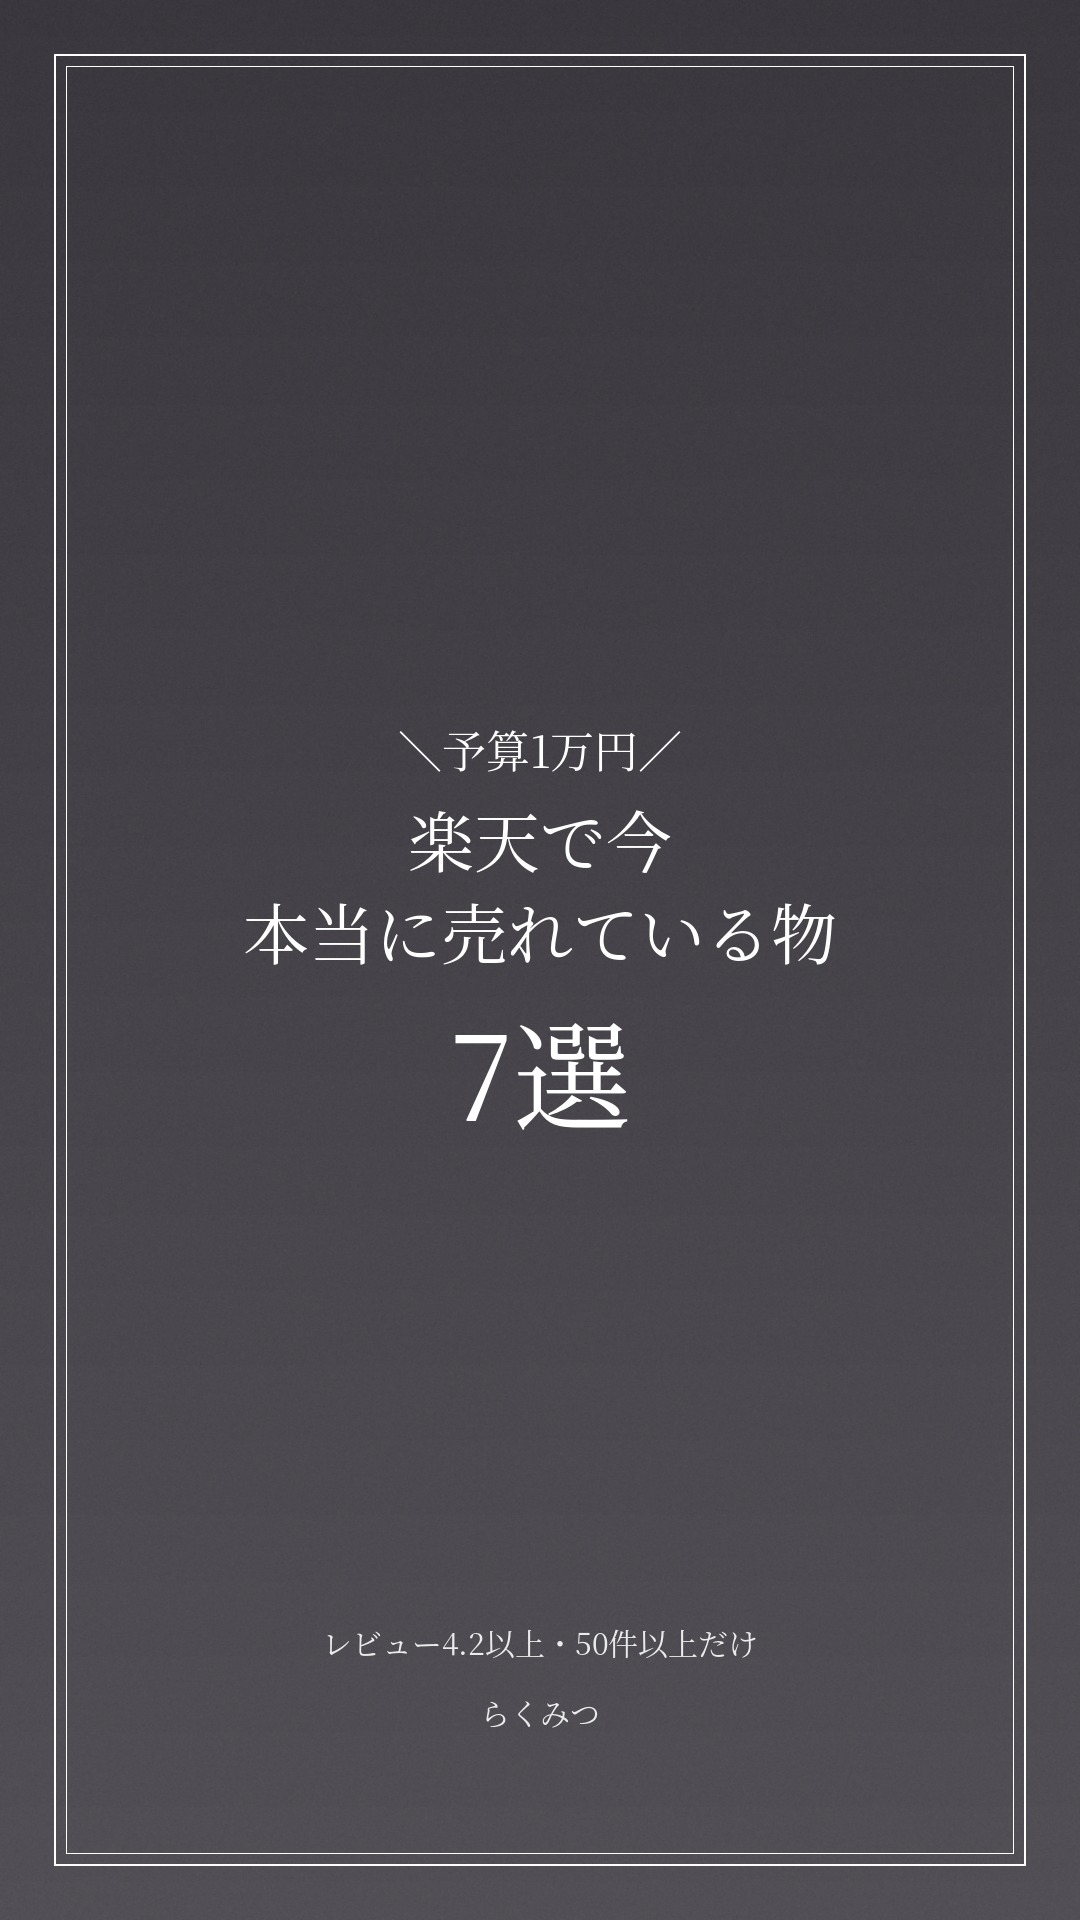 ＼予算1万円／
楽天で今
本当に売れている物
7選
レビュー4.2以上・50件以上だけ
らくみつ